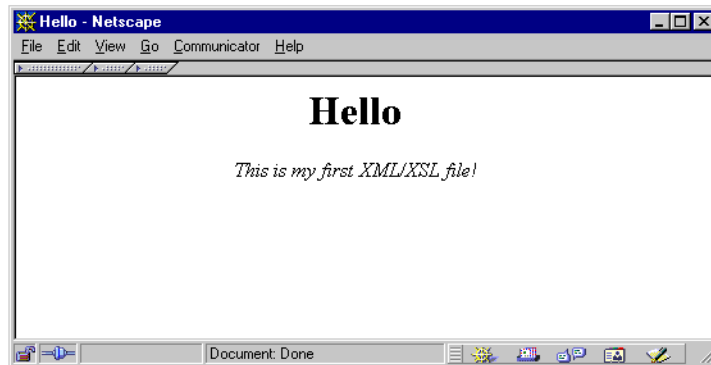 Hello - Netscape
File Edit View Go Communicator Help
Hello
This is my first XML/XSL file!
Document: Done